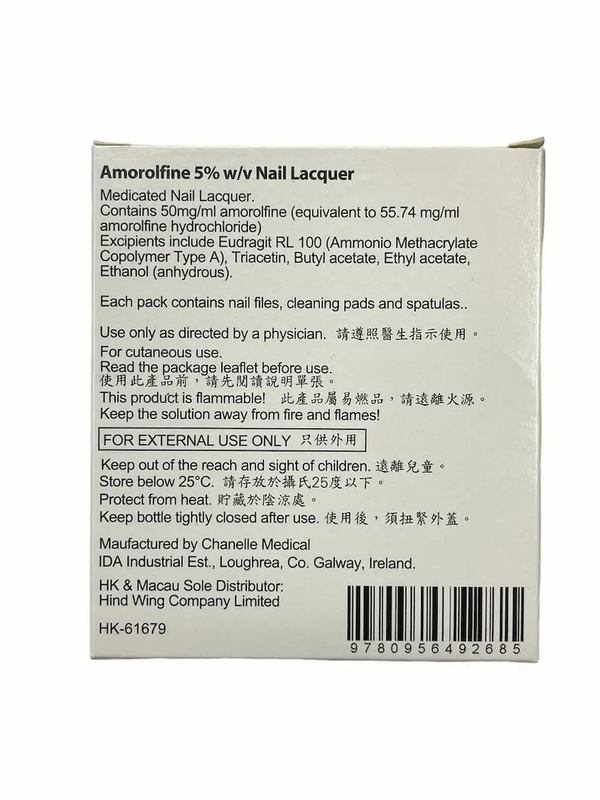 Amorolfine 5% w/v Nail Lacquer
Medicated Nail Lacquer.
Contains 50mg/ml amorolfine (equivalent to 55.74 mg/ml
amorolfine hydrochloride)
Excipients include Eudragit RL 100 (Ammonio Methacrylate
Copolymer Type A), Triacetin, Butyl acetate, Ethyl acetate,
Ethanol (anhydrous).
Each pack contains nail files, cleaning pads and spatulas..
Use only as directed by a physician. 請遵照醫生指示使用。
For cutaneous use.
Read the package leaflet before use.
使用此產品前，請先閱讀說明單張。
This product is flammable! 此產品屬易燃品，請遠離火源。
Keep the solution away from fire and flames!
FOR EXTERNAL USE ONLY 只供外用
Keep out of the reach and sight of children. 遠離兒童。
Store below 25°C. 請存放於攝氏25度以下。
Protect from heat. 貯藏於陰涼處。
Keep bottle tightly closed after use. 使用後，須扭緊外蓋。
Maufactured by Chanelle Medical
IDA Industrial Est., Loughrea, Co. Galway, Ireland.
HK & Macau Sole Distributor:
Hind Wing Company Limited
HK-61679
9780956492685